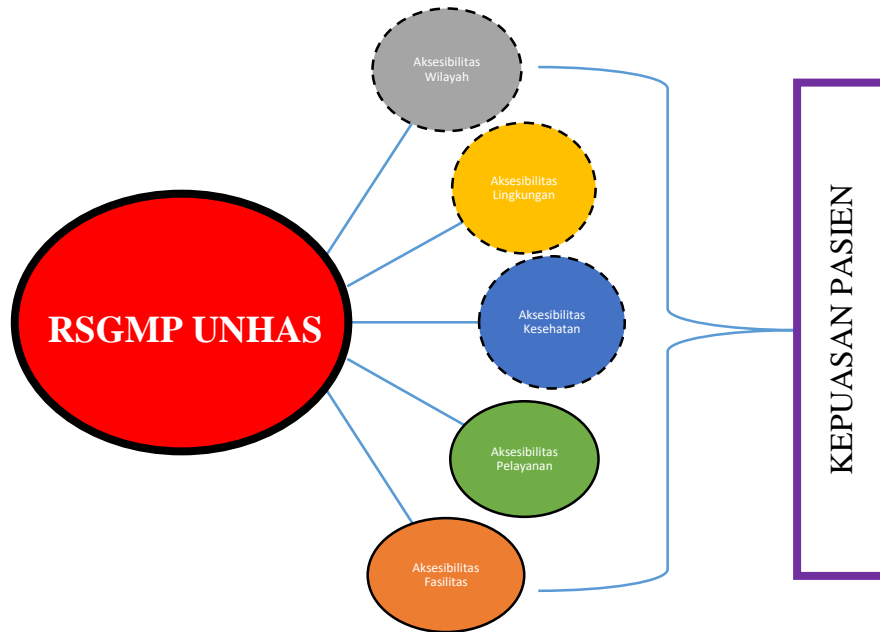 Aksesibilitas
Wilayah
Aksesibilitas
Lingkungan
RSGMP UNHAS
Aksesibilitas
Kesehatan
Aksesibilitas
Pelayanan
Aksesibilitas
Fasilitas
KEPUASAN PASIEN